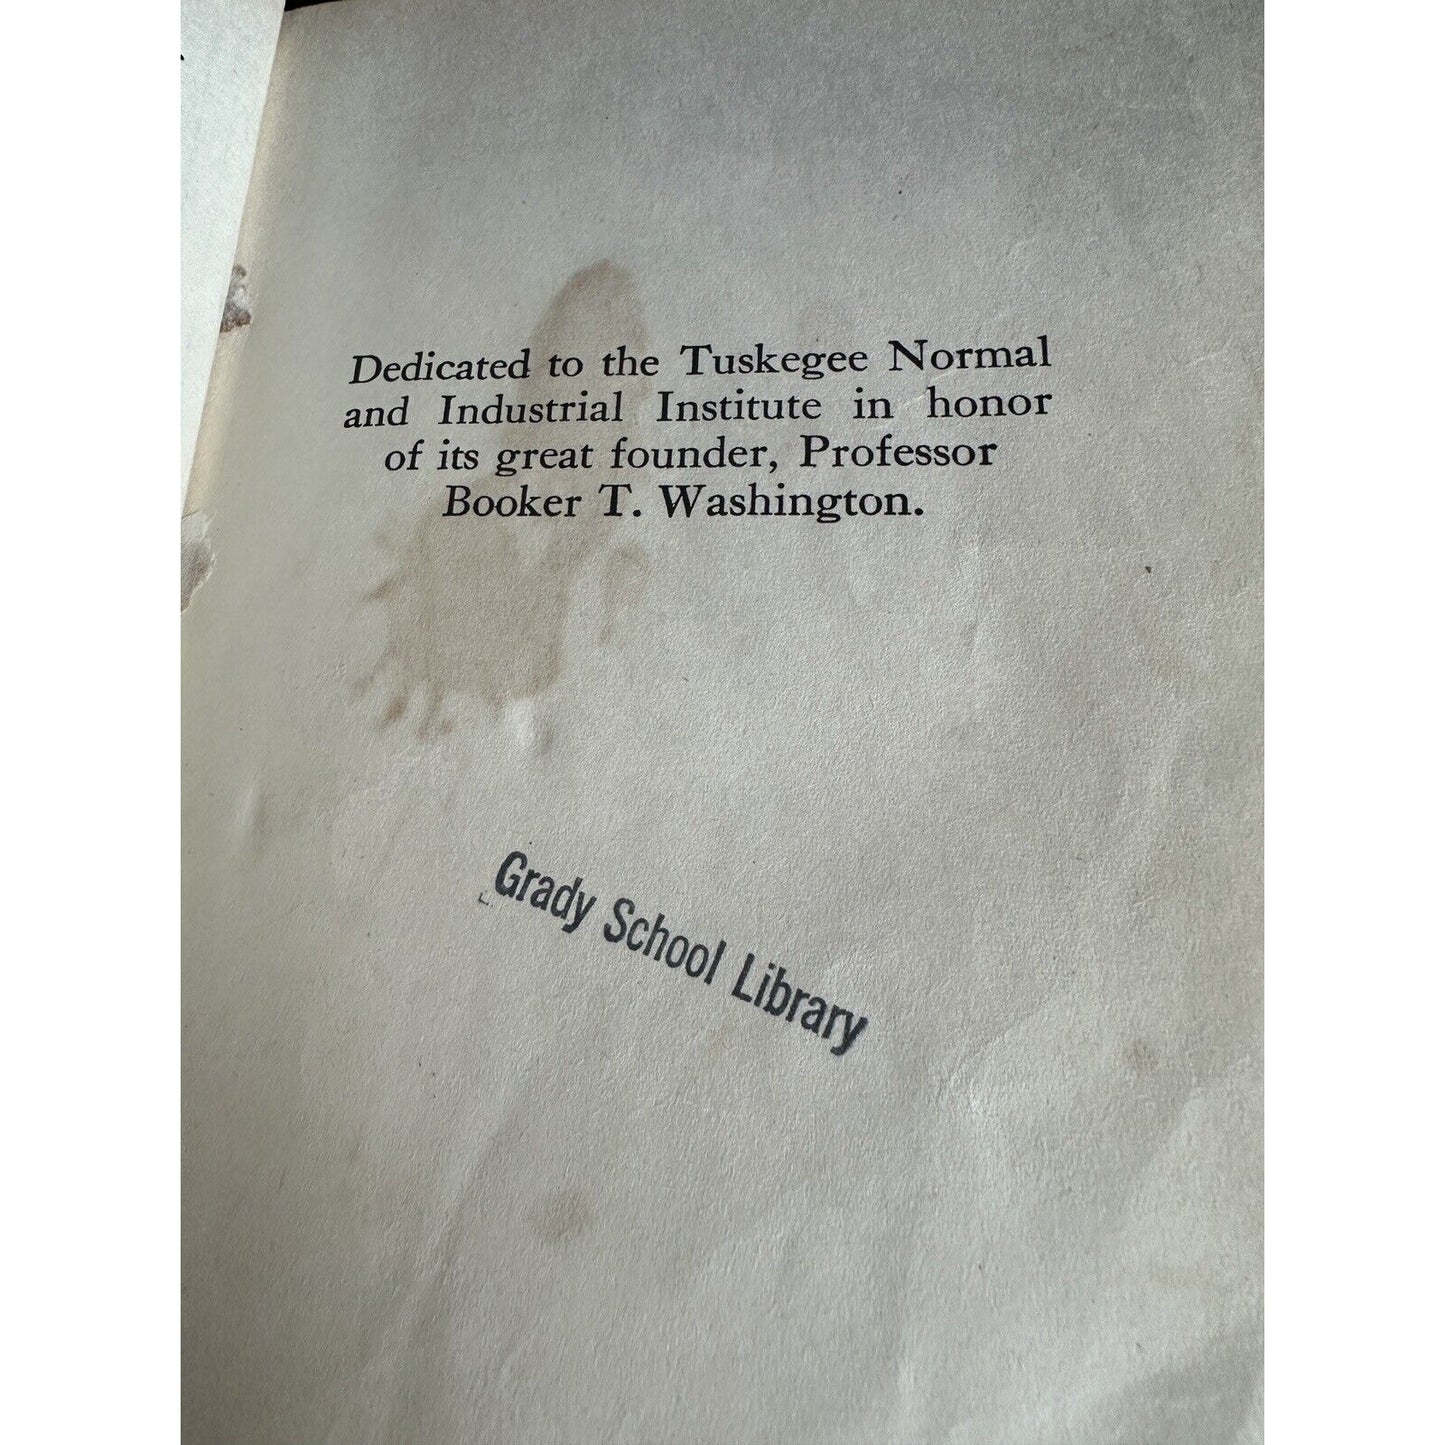 Dedicated to the Tuskegee Normal
and Industrial Institute in honor
of its great founder, Professor
Booker T. Washington.
Grady School Library